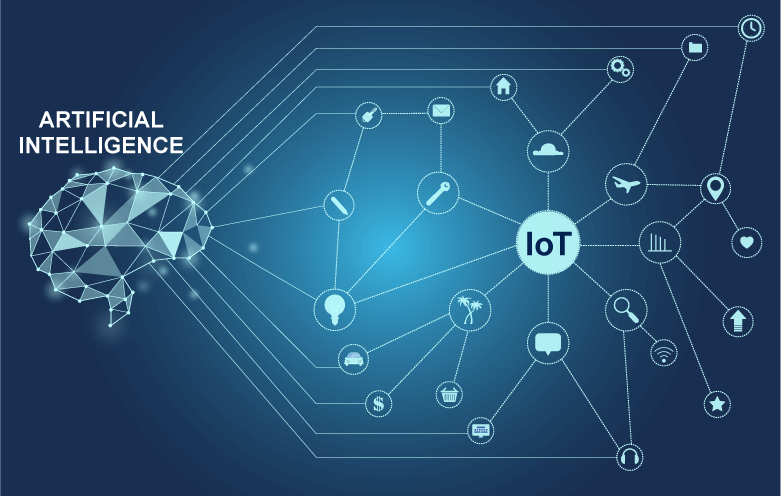 ARTIFICIAL
INTELLIGENCE
IoT
$